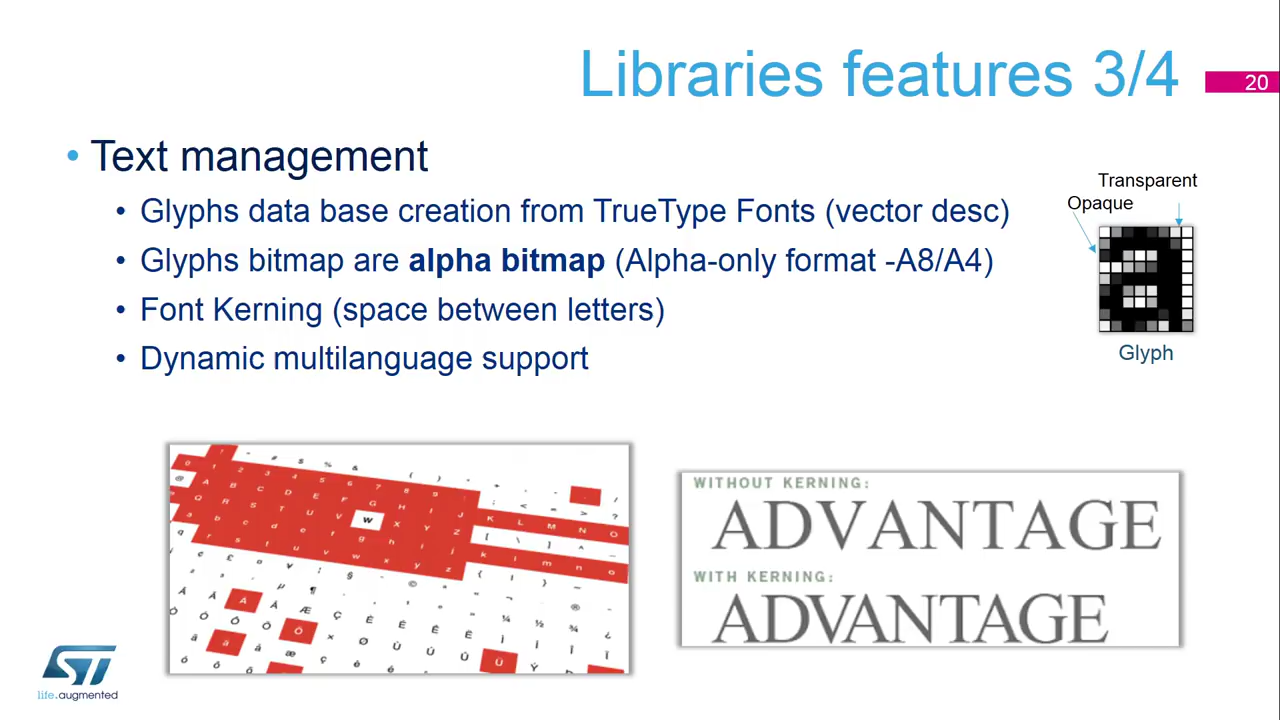 Libraries features 3/4
20
• Text management
• Glyphs data base creation from TrueType Fonts (vector desc)
• Glyphs bitmap are alpha bitmap (Alpha-only format -A8/A4)
• Font Kerning (space between letters)
• Dynamic multilanguage support
Transparent
Opaque
a
Glyph
WITHOUT KERNING:
ADVANTAGE
WITH KERNING:
ADVANTAGE
ST
life.augmented